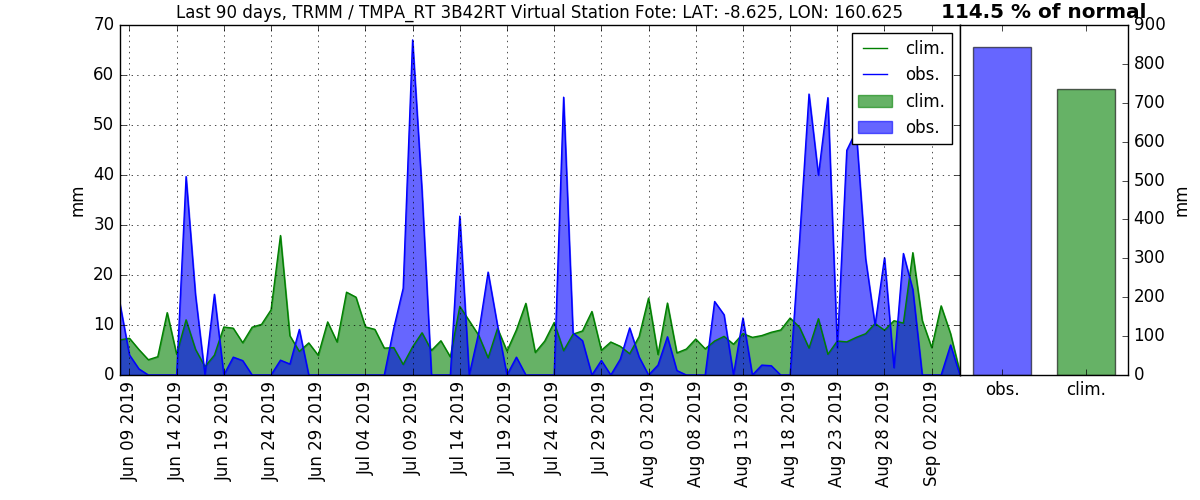 Last 90 days, TRMM / TMPA_RT 3B42RT Virtual Station Fote: LAT: -8.625, LON: 160.625
114.5 % of normal
70
60
50
40
30
20
10
0
mm
clim.
obs.
clim.
obs.
900
800
700
600
500
400
300
200
100
0
mm
Jun 09 2019
Jun 14 2019
Jun 19 2019
Jun 24 2019
Jun 29 2019
Jul 04 2019
Jul 09 2019
Jul 14 2019
Jul 19 2019
Jul 24 2019
Jul 29 2019
Aug 03 2019
Aug 08 2019
Aug 13 2019
Aug 18 2019
Aug 23 2019
Aug 28 2019
Sep 02 2019
obs.
clim.